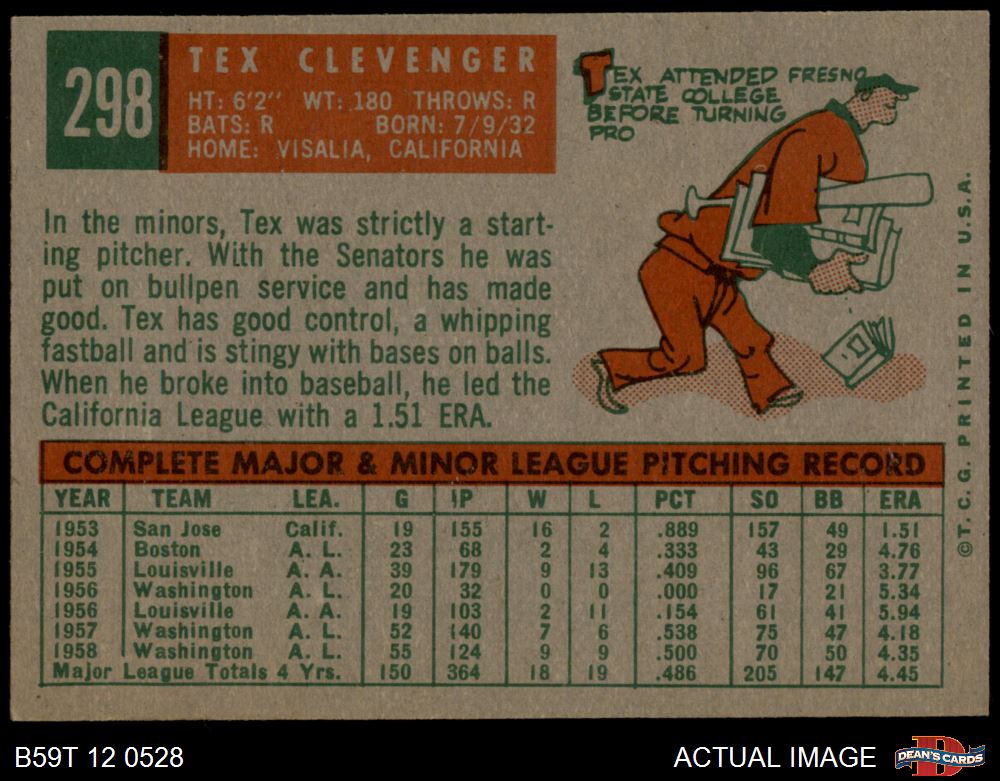 298
TEX CLEVENGER
HT: 6'2" WT: 180 THROWS: R
BATS: R BORN: 7/9/32
HOME: VISALIA, CALIFORNIA
TEX ATTENDED FRESNO
STATE COLLEGE
BEFORE TURNING
PRO
In the minors, Tex was strictly a start-
ing pitcher. With the Senators he was
put on bullpen service and has made
good. Tex has good control, a whipping
fastball and is stingy with bases on balls.
When he broke into baseball, he led the
California League with a 1.51 ERA.
COMPLETE MAJOR & MINOR LEAGUE PITCHING RECORD
YEAR TEAM LEA. G IP W L PCT SO BB ERA
1953 San Jose Calif. 19 155 16 2 .889 157 49 1.51
1954 Boston A. L. 23 68 2 4 .333 43 29 4.76
1955 Louisville A. A. 39 179 9 13 .409 96 67 3.77
1956 Washington A. L. 20 32 0 0 .000 17 21 5.34
1956 Louisville A. A. 19 103 2 11 .154 61 41 5.94
1957 Washington A. L. 52 140 7 6 .538 75 47 4.18
1958 Washington A. L. 55 124 9 9 .500 70 50 4.35
Major League Totals 4 Yrs. 150 364 18 19 .486 205 147 4.45
©T.C.G. PRINTED IN U.S.A.
B59T 12 0528
ACTUAL IMAGE
D
DEAN'S CARDS